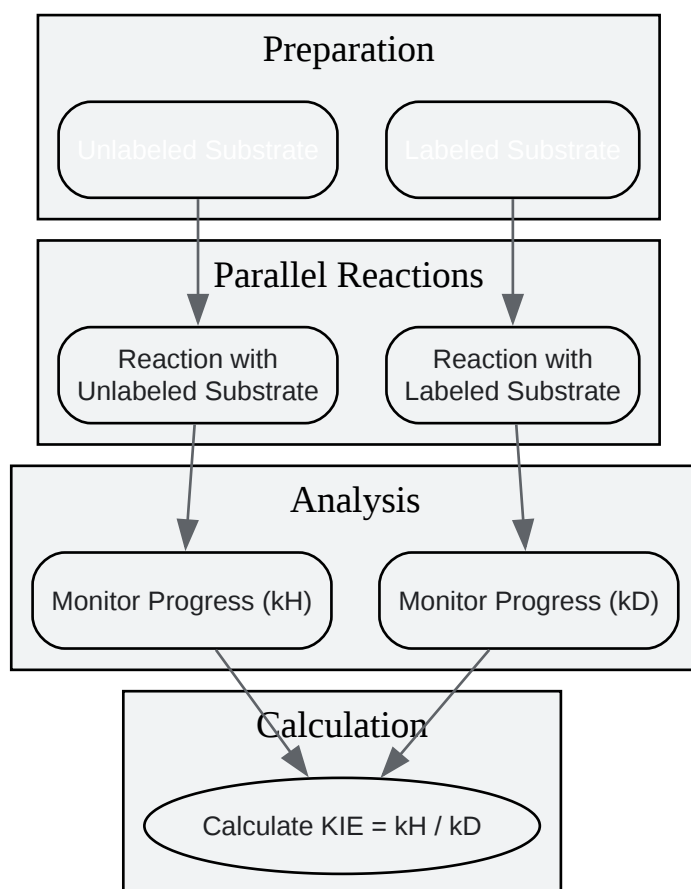 Preparation
Unlabeled Substrate
Labeled Substrate
Parallel Reactions
Reaction with
Unlabeled Substrate
Reaction with
Labeled Substrate
Analysis
Monitor Progress (kH)
Monitor Progress (kD)
Calculation
Calculate KIE = kH / kD